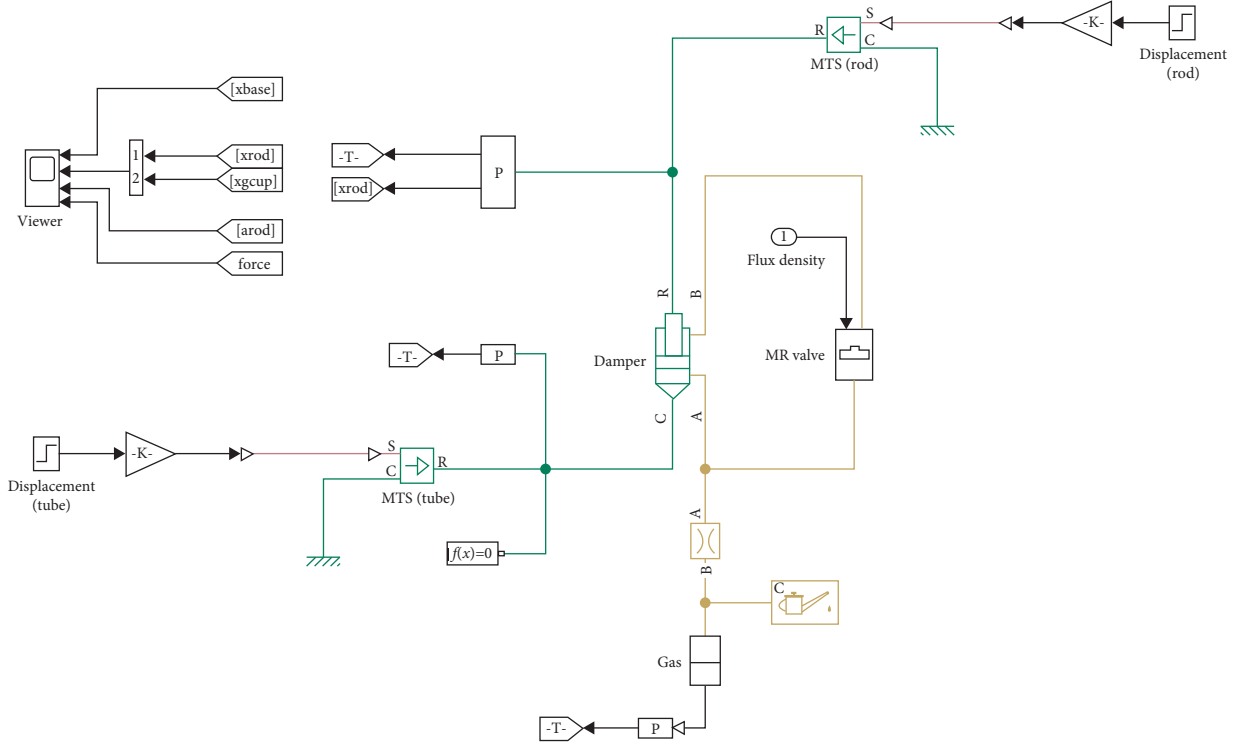 S
R
C
-K-
MTS (rod)
Displacement
(rod)
[xbase]
1
[xrod]
2
[xgcup]
Viewer
[arod]
force
-T-
[xrod]
P
1
Flux density
R
B
Damper
MR valve
C
A
-T-
P
-K-
S
C
R
Displacement
(tube)
MTS (tube)
f(x)=0
A
B
C
Gas
-T-
P